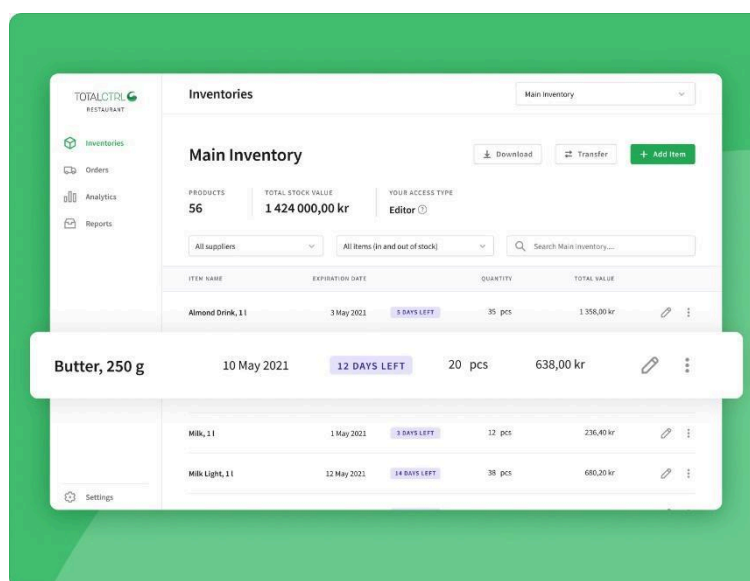 TOTALCTRL
RESTAURANT
Inventories
Orders
Analytics
Reports
Settings
Inventories
Main Inventory
Main Inventory
Download
Transfer
+ Add Item
PRODUCTS
56
TOTAL STOCK VALUE
1 424 000,00 kr
YOUR ACCESS TYPE
Editor ?
All suppliers
All items (in and out of stock)
Search Main Inventory....
ITEM NAME EXPIRATION DATE QUANTITY TOTAL VALUE
Almond Drink, 1 l 3 May 2021 5 DAYS LEFT 35 pcs 1 358,00 kr
Butter, 250 g 10 May 2021 12 DAYS LEFT 20 pcs 638,00 kr
Milk, 1 l 1 May 2021 3 DAYS LEFT 12 pcs 236,40 kr
Milk Light, 1 l 12 May 2021 14 DAYS LEFT 38 pcs 680,20 kr